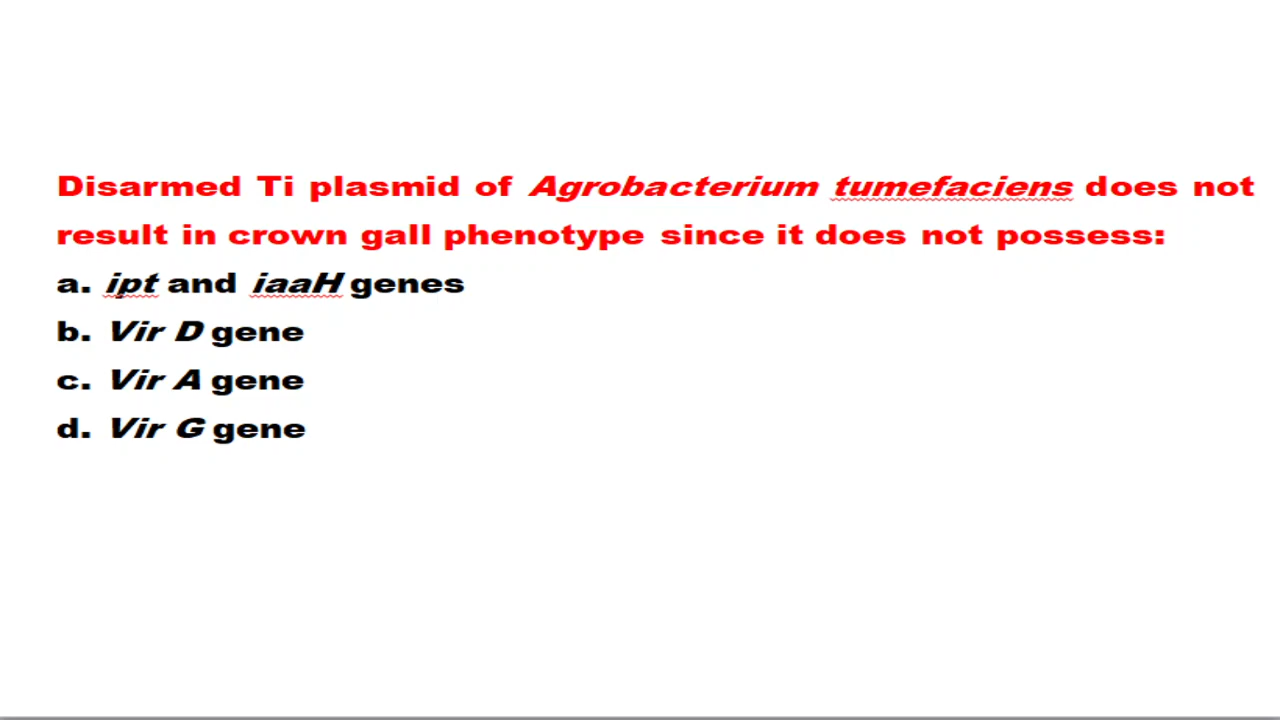 Disarmed Ti plasmid of Agrobacterium tumefaciens does not
result in crown gall phenotype since it does not possess:
a. ipt and iaaH genes
b. Vir D gene
c. Vir A gene
d. Vir G gene